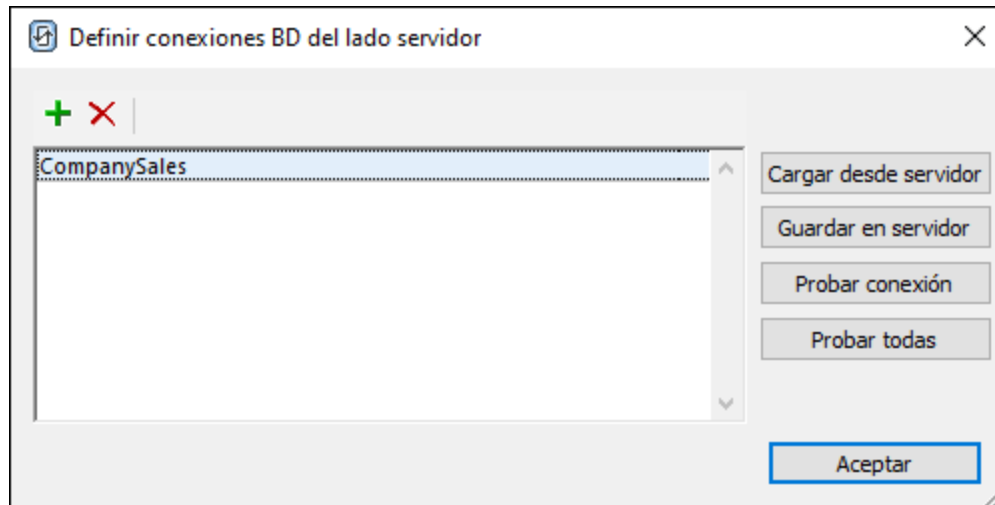 Definir conexiones BD del lado servidor
CompanySales
Cargar desde servidor
Guardar en servidor
Probar conexión
Probar todas
Aceptar